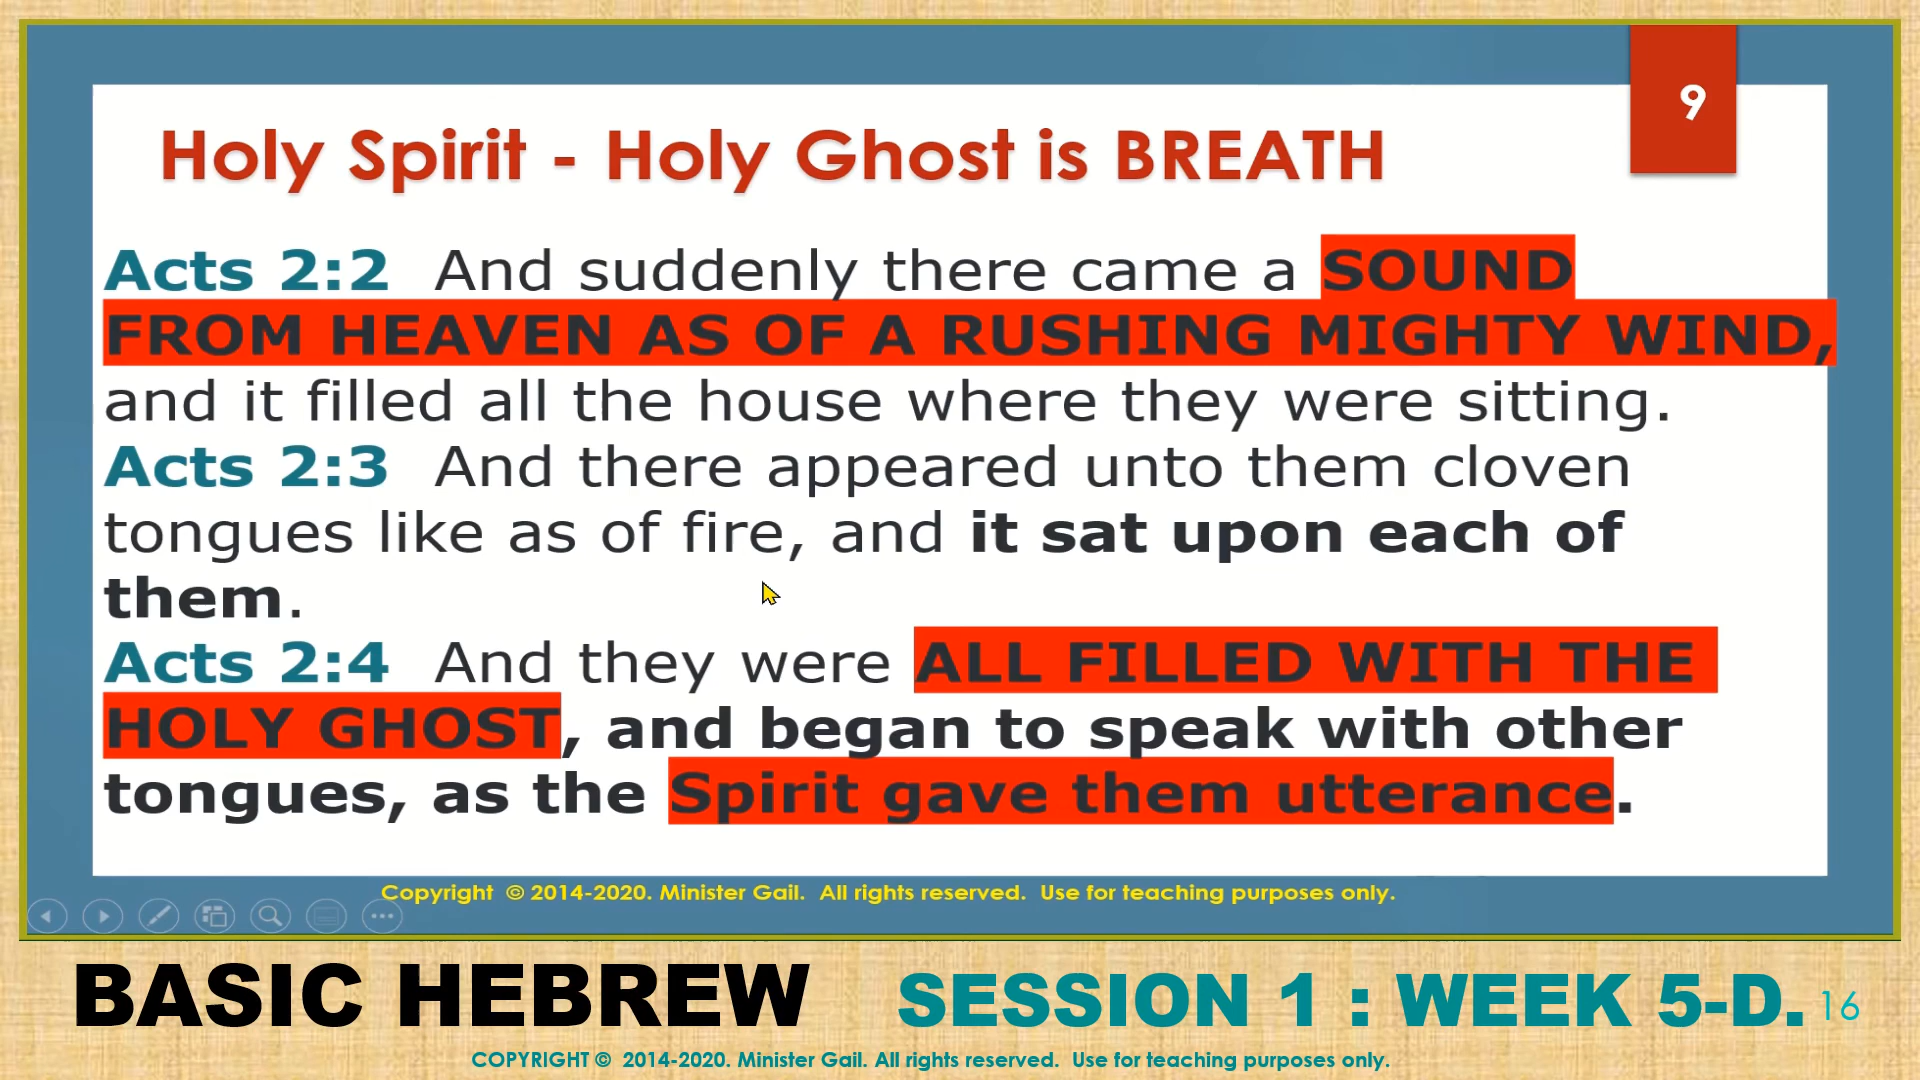 9
Holy Spirit - Holy Ghost is BREATH
Acts 2:2 And suddenly there came a SOUND
FROM HEAVEN AS OF A RUSHING MIGHTY WIND,
and it filled all the house where they were sitting.
Acts 2:3 And there appeared unto them cloven
tongues like as of fire, and it sat upon each of
them.
Acts 2:4 And they were ALL FILLED WITH THE
HOLY GHOST, and began to speak with other
tongues, as the Spirit gave them utterance.
Copyright © 2014-2020. Minister Gail. All rights reserved. Use for teaching purposes only.
BASIC HEBREW SESSION 1 : WEEK 5-D. 16
COPYRIGHT © 2014-2020. Minister Gail. All rights reserved. Use for teaching purposes only.